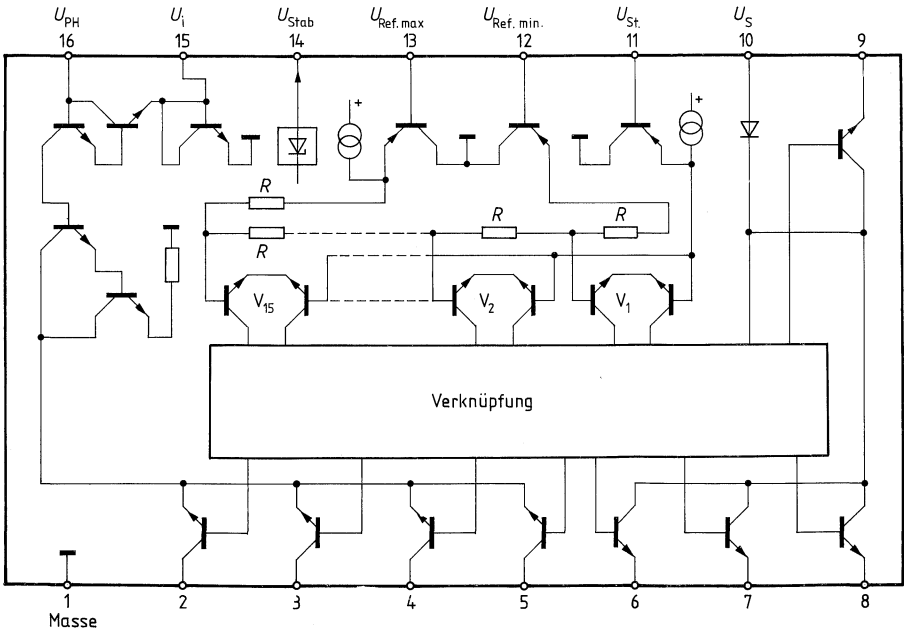 U_PH U_i U_Stab U_Ref.max U_Ref.min. U_St. U_S
16 15 14 13 12 11 10 9
+ +
R
R R R
V_15 V_2 V_1
Verknüpfung
1 2 3 4 5 6 7 8
Masse